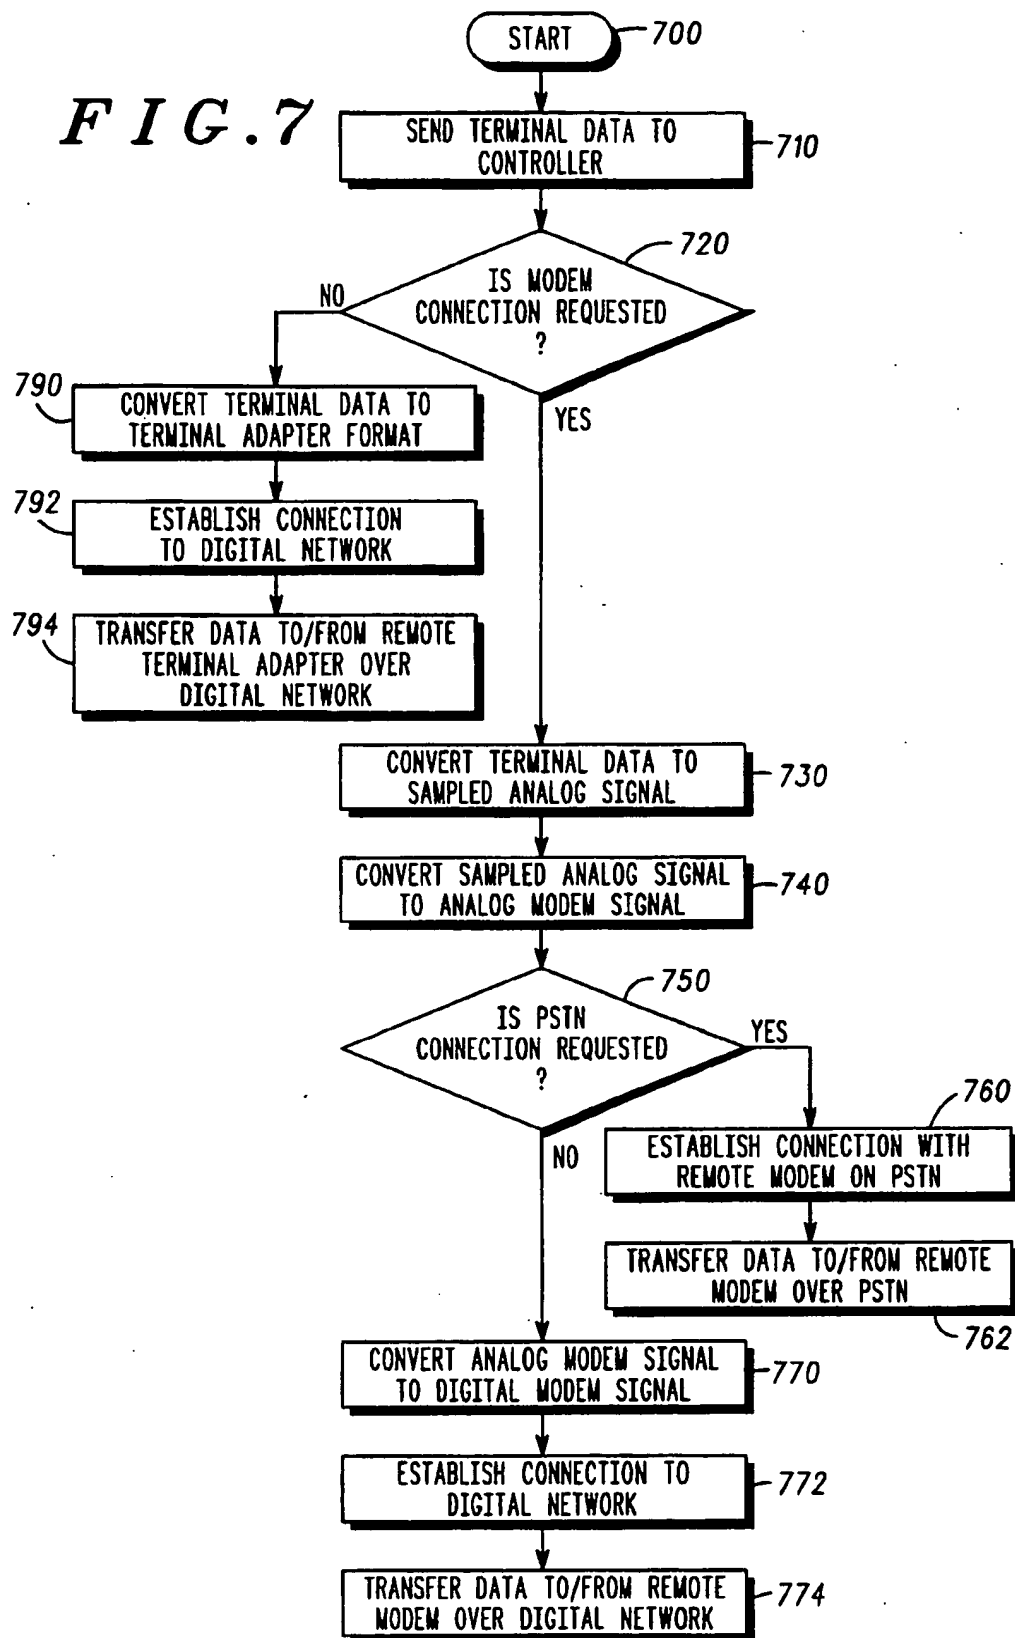 START
700
FIG.7
SEND TERMINAL DATA TO
CONTROLLER
710
720
IS MODEM
CONNECTION REQUESTED
?
NO
YES
790
CONVERT TERMINAL DATA TO
TERMINAL ADAPTER FORMAT
792
ESTABLISH CONNECTION
TO DIGITAL NETWORK
794
TRANSFER DATA TO/FROM REMOTE
TERMINAL ADAPTER OVER
DIGITAL NETWORK
CONVERT TERMINAL DATA TO
SAMPLED ANALOG SIGNAL
730
CONVERT SAMPLED ANALOG SIGNAL
TO ANALOG MODEM SIGNAL
740
750
IS PSTN
CONNECTION REQUESTED
?
YES
NO
760
ESTABLISH CONNECTION WITH
REMOTE MODEM ON PSTN
TRANSFER DATA TO/FROM REMOTE
MODEM OVER PSTN
762
CONVERT ANALOG MODEM SIGNAL
TO DIGITAL MODEM SIGNAL
770
ESTABLISH CONNECTION TO
DIGITAL NETWORK
772
TRANSFER DATA TO/FROM REMOTE
MODEM OVER DIGITAL NETWORK
774